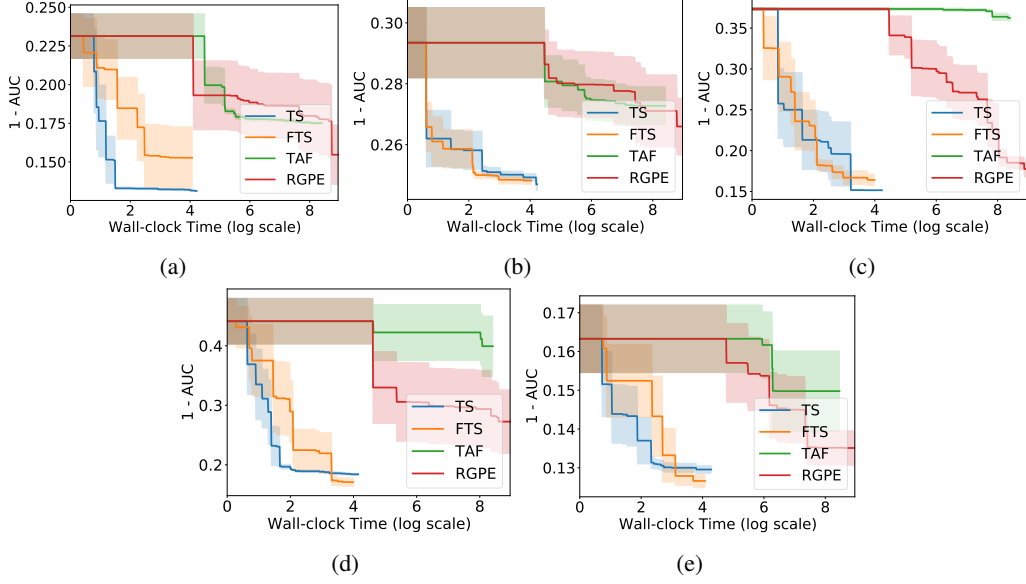 0.250
0.225
0.200
0.175
0.150
1 - AUC
TS
FTS
TAF
RGPE
0 2 4 6 8
Wall-clock Time (log scale)
(a)
0.30
0.28
0.26
1 - AUC
TS
FTS
TAF
RGPE
0 2 4 6 8
Wall-clock Time (log scale)
(b)
0.35
0.30
0.25
0.20
0.15
1 - AUC
TS
FTS
TAF
RGPE
0 2 4 6 8
Wall-clock Time (log scale)
(c)
0.4
0.3
0.2
1 - AUC
TS
FTS
TAF
RGPE
0 2 4 6 8
Wall-clock Time (log scale)
(d)
0.17
0.16
0.15
0.14
0.13
1 - AUC
TS
FTS
TAF
RGPE
0 2 4 6 8
Wall-clock Time (log scale)
(e)